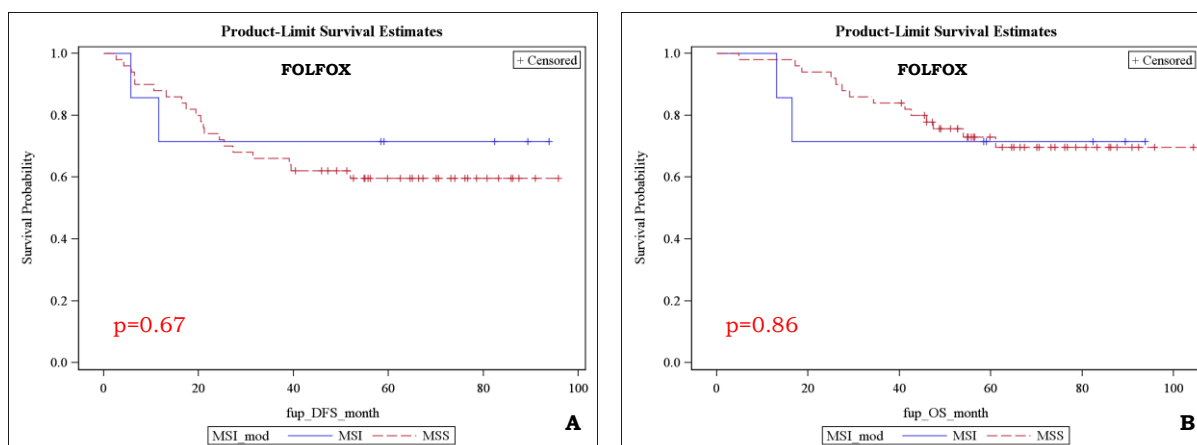 Product-Limit Survival Estimates
+ Censored
FOLFOX
1.0
0.8
0.6
0.4
0.2
0.0
Survival Probability
p=0.67
0 20 40 60 80 100
fup_DFS_month
A
MSI_mod MSI MSS
Product-Limit Survival Estimates
+ Censored
FOLFOX
1.0
0.8
0.6
0.4
0.2
0.0
Survival Probability
p=0.86
0 20 40 60 80 100
fup_OS_month
B
MSI_mod MSI MSS